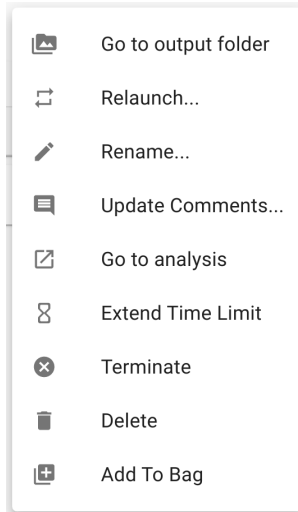 Go to output folder
Relaunch...
Rename...
Update Comments...
Go to analysis
Extend Time Limit
Terminate
Delete
Add To Bag